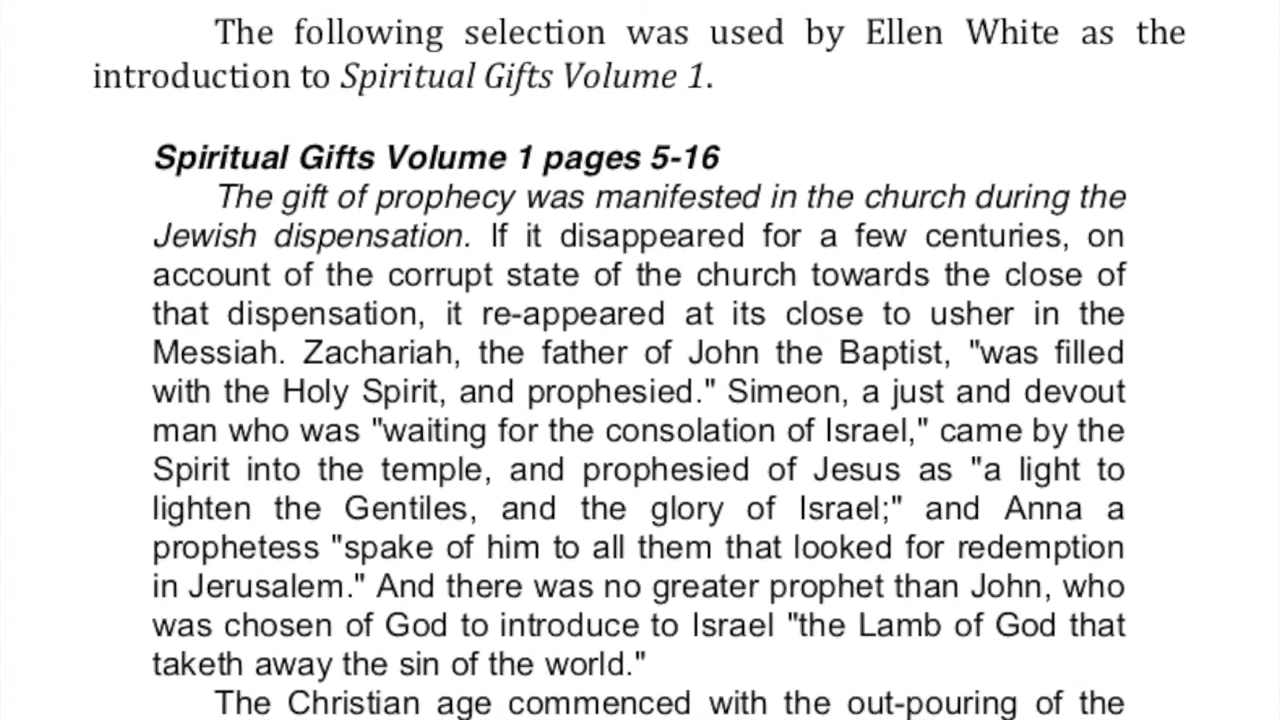 The following selection was used by Ellen White as the
introduction to Spiritual Gifts Volume 1.
Spiritual Gifts Volume 1 pages 5-16
The gift of prophecy was manifested in the church during the
Jewish dispensation. If it disappeared for a few centuries, on
account of the corrupt state of the church towards the close of
that dispensation, it re-appeared at its close to usher in the
Messiah. Zachariah, the father of John the Baptist, "was filled
with the Holy Spirit, and prophesied." Simeon, a just and devout
man who was "waiting for the consolation of Israel," came by the
Spirit into the temple, and prophesied of Jesus as "a light to
lighten the Gentiles, and the glory of Israel;" and Anna a
prophetess "spake of him to all them that looked for redemption
in Jerusalem." And there was no greater prophet than John, who
was chosen of God to introduce to Israel "the Lamb of God that
taketh away the sin of the world."
The Christian age commenced with the out-pouring of the